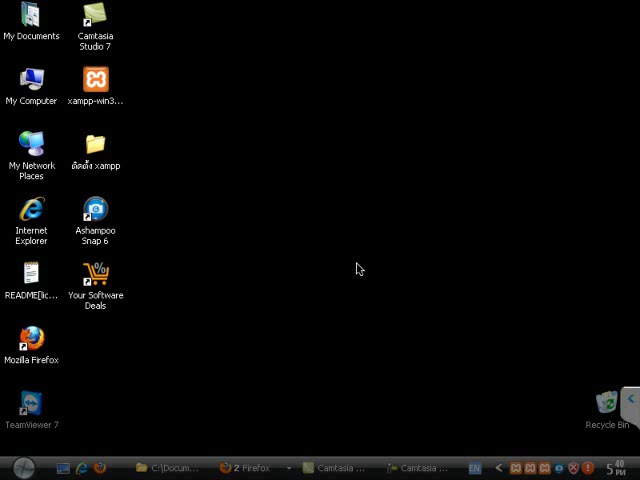 My Documents
Camtasia
Studio 7
My Computer
xampp-win3...
My Network
Places
ติดตั้ง xampp
Internet
Explorer
Ashampoo
Snap 6
README[lic...
Your Software
Deals
Mozilla Firefox
TeamViewer 7
Recycle Bin
C:\Docum...
2 Firefox
Camtasia ...
Camtasia ...
EN
5 40 PM